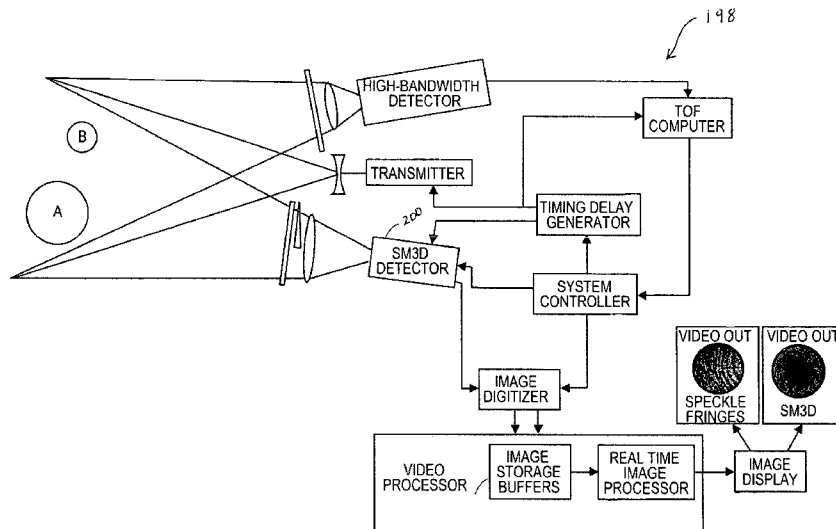 198
HIGH-BANDWIDTH
DETECTOR
TOF
COMPUTER
B
TRANSMITTER
A
200
TIMING DELAY
GENERATOR
SM3D
DETECTOR
SYSTEM
CONTROLLER
VIDEO OUT
SPECKLE
FRINGES
VIDEO OUT
SM3D
IMAGE
DIGITIZER
VIDEO
PROCESSOR
IMAGE
STORAGE
BUFFERS
REAL TIME
IMAGE
PROCESSOR
IMAGE
DISPLAY